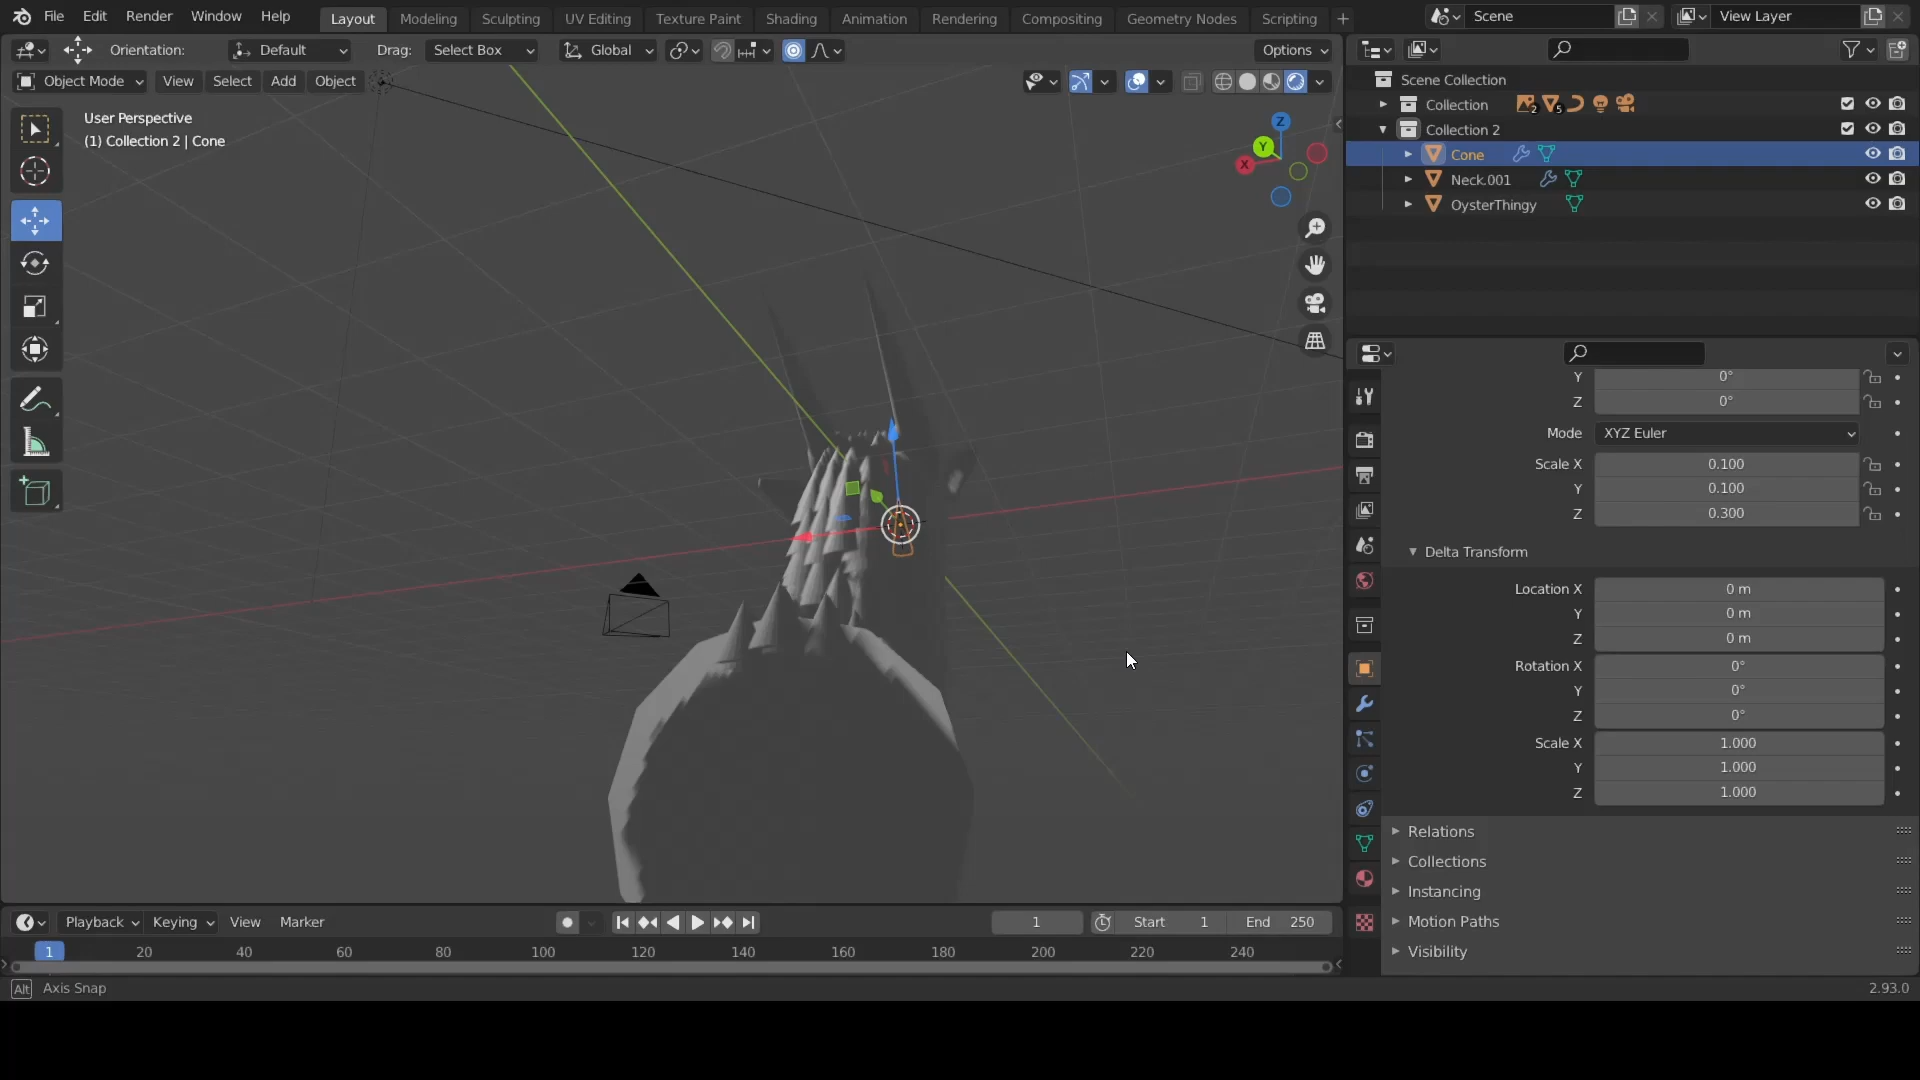 File Edit Render Window Help Layout Modeling Sculpting UV Editing Texture Paint Shading Animation Rendering Compositing Geometry Nodes Scripting + Scene View Layer
Orientation: Default Drag: Select Box Global Options
Object Mode View Select Add Object
User Perspective
(1) Collection 2 | Cone
Z
Y
X
Scene Collection
Collection 2 5
Collection 2
Cone
Neck.001
OysterThingy
Y 0°
Z 0°
Mode XYZ Euler
Scale X 0.100
Y 0.100
Z 0.300
Delta Transform
Location X 0 m
Y 0 m
Z 0 m
Rotation X 0°
Y 0°
Z 0°
Scale X 1.000
Y 1.000
Z 1.000
Relations
Collections
Instancing
Motion Paths
Visibility
Playback Keying View Marker 1 Start 1 End 250
1 20 40 60 80 100 120 140 160 180 200 220 240
Alt Axis Snap 2.93.0